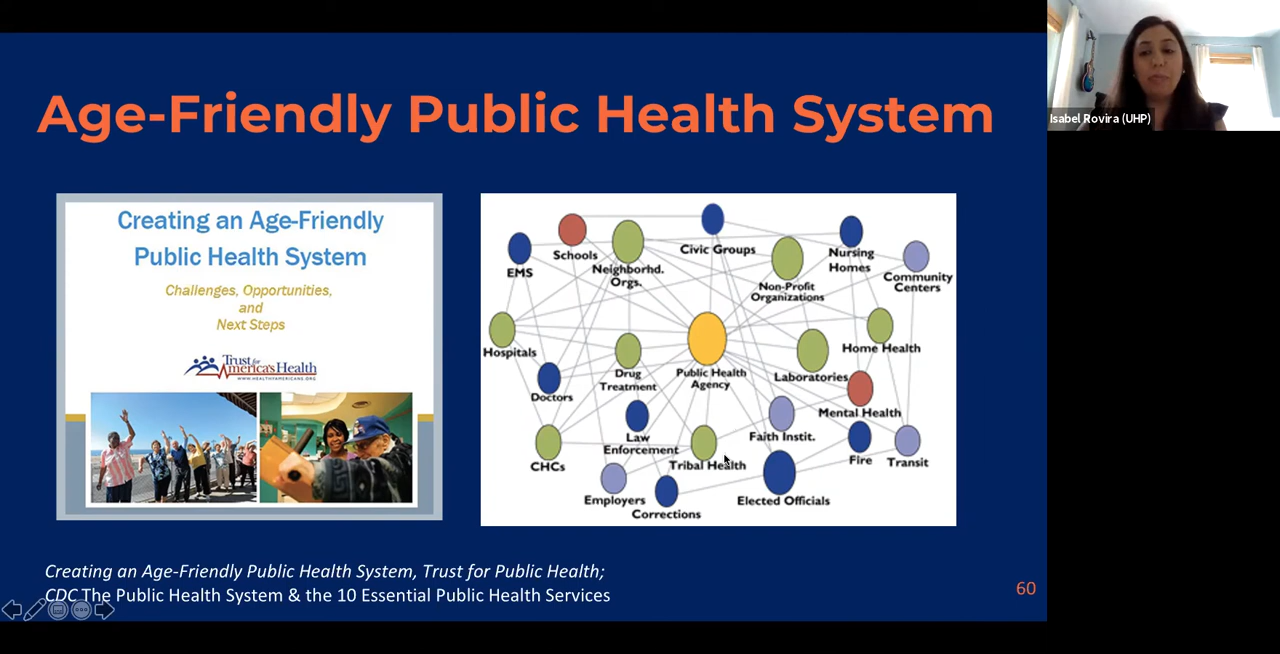 Age-Friendly Public Health System
Isabel Rovira (UHP)
Creating an Age-Friendly
Public Health System
Challenges, Opportunities,
and
Next Steps
Trust for
America's Health
WWW.HEALTHYAMERICANS.ORG
EMS
Schools
Neighborhd.
Orgs.
Civic Groups
Non-Profit
Organizations
Nursing
Homes
Community
Centers
Hospitals
Doctors
Drug
Treatment
Public Health
Agency
Laboratories
Home Health
Mental Health
CHCs
Law
Enforcement
Tribal Health
Faith Instit.
Fire
Transit
Employers
Corrections
Elected Officials
Creating an Age-Friendly Public Health System, Trust for Public Health;
CDC The Public Health System & the 10 Essential Public Health Services
60